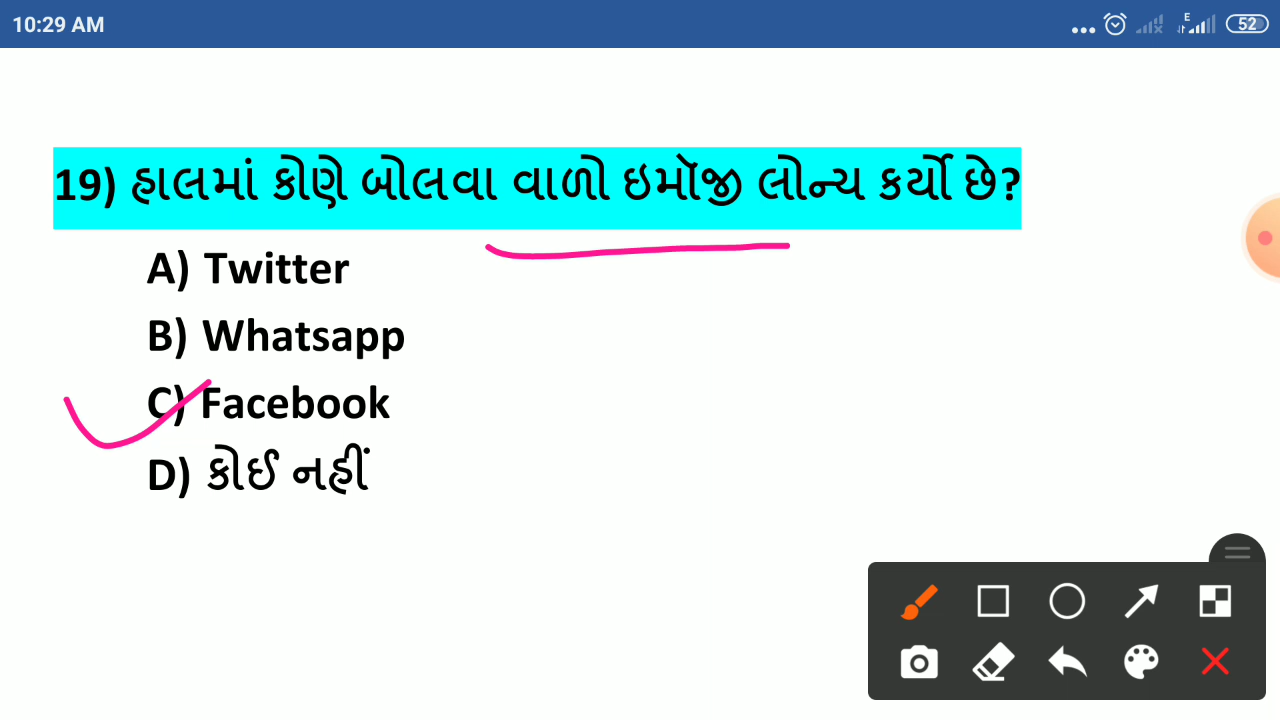 10:29 AM
E
52
19) હાલમાં કોણે બોલવા વાળો ઇમૉજી લોન્ચ કર્યો છે?
A) Twitter
B) Whatsapp
C) Facebook
D) કોઈ નહીં